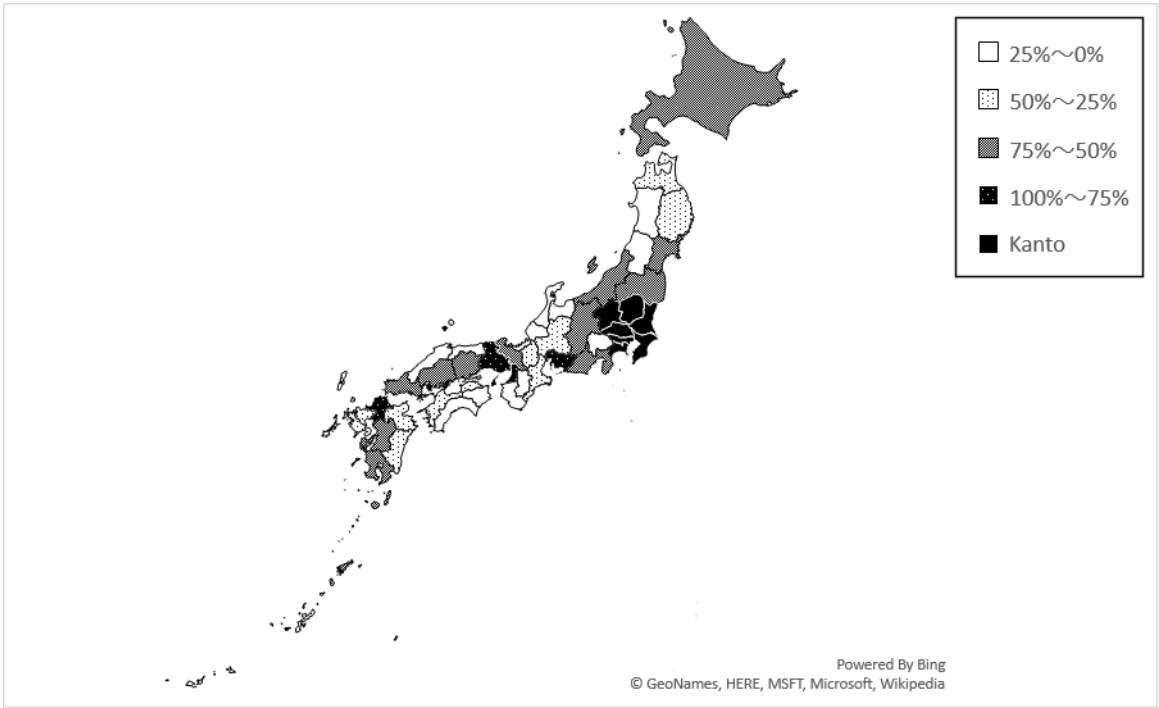 25%～0%
50%～25%
75%～50%
100%～75%
Kanto
Powered By Bing
© GeoNames, HERE, MSFT, Microsoft, Wikipedia